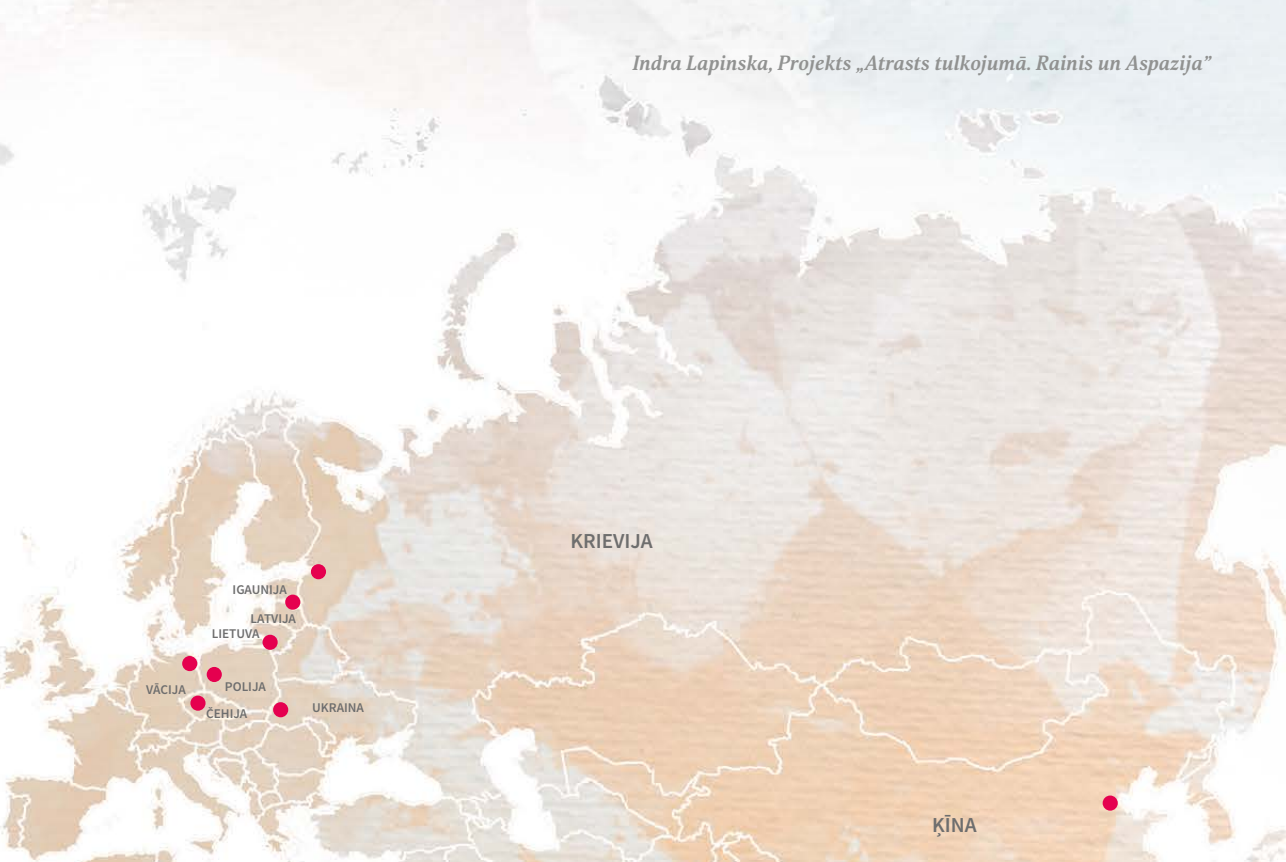 Indra Lapinska, Projekts „Atrasts tulkojumā. Rainis un Aspazija”
KRIEVIJA
IGAUNIJA
LATVIJA
LIETUVA
VĀCIJA
POLIJA
ČEHIJA
UKRAINA
ĶĪNA